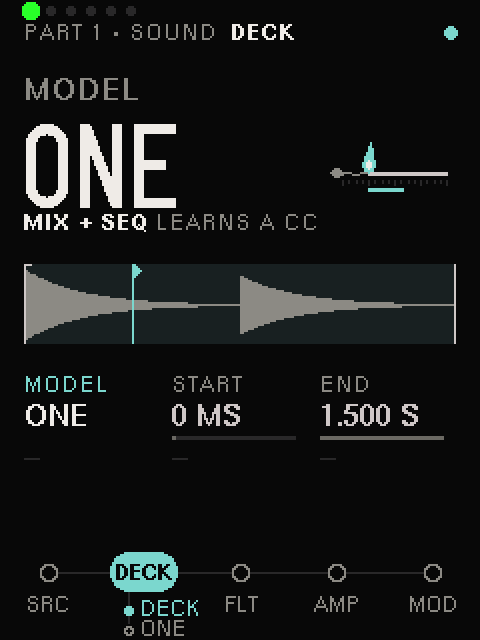 PART 1 · SOUND DECK
MODEL
ONE
MIX + SEQ LEARNS A CC
MODEL START END
ONE 0 MS 1.500 S
DECK
SRC DECK FLT AMP MOD
ONE